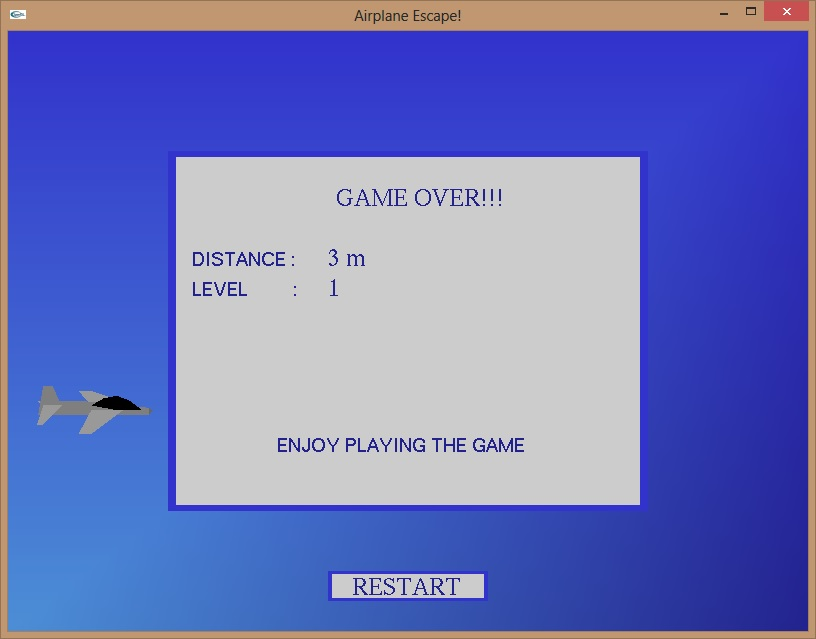 Airplane Escape!
GAME OVER!!!
DISTANCE : 3 m
LEVEL : 1
ENJOY PLAYING THE GAME
RESTART